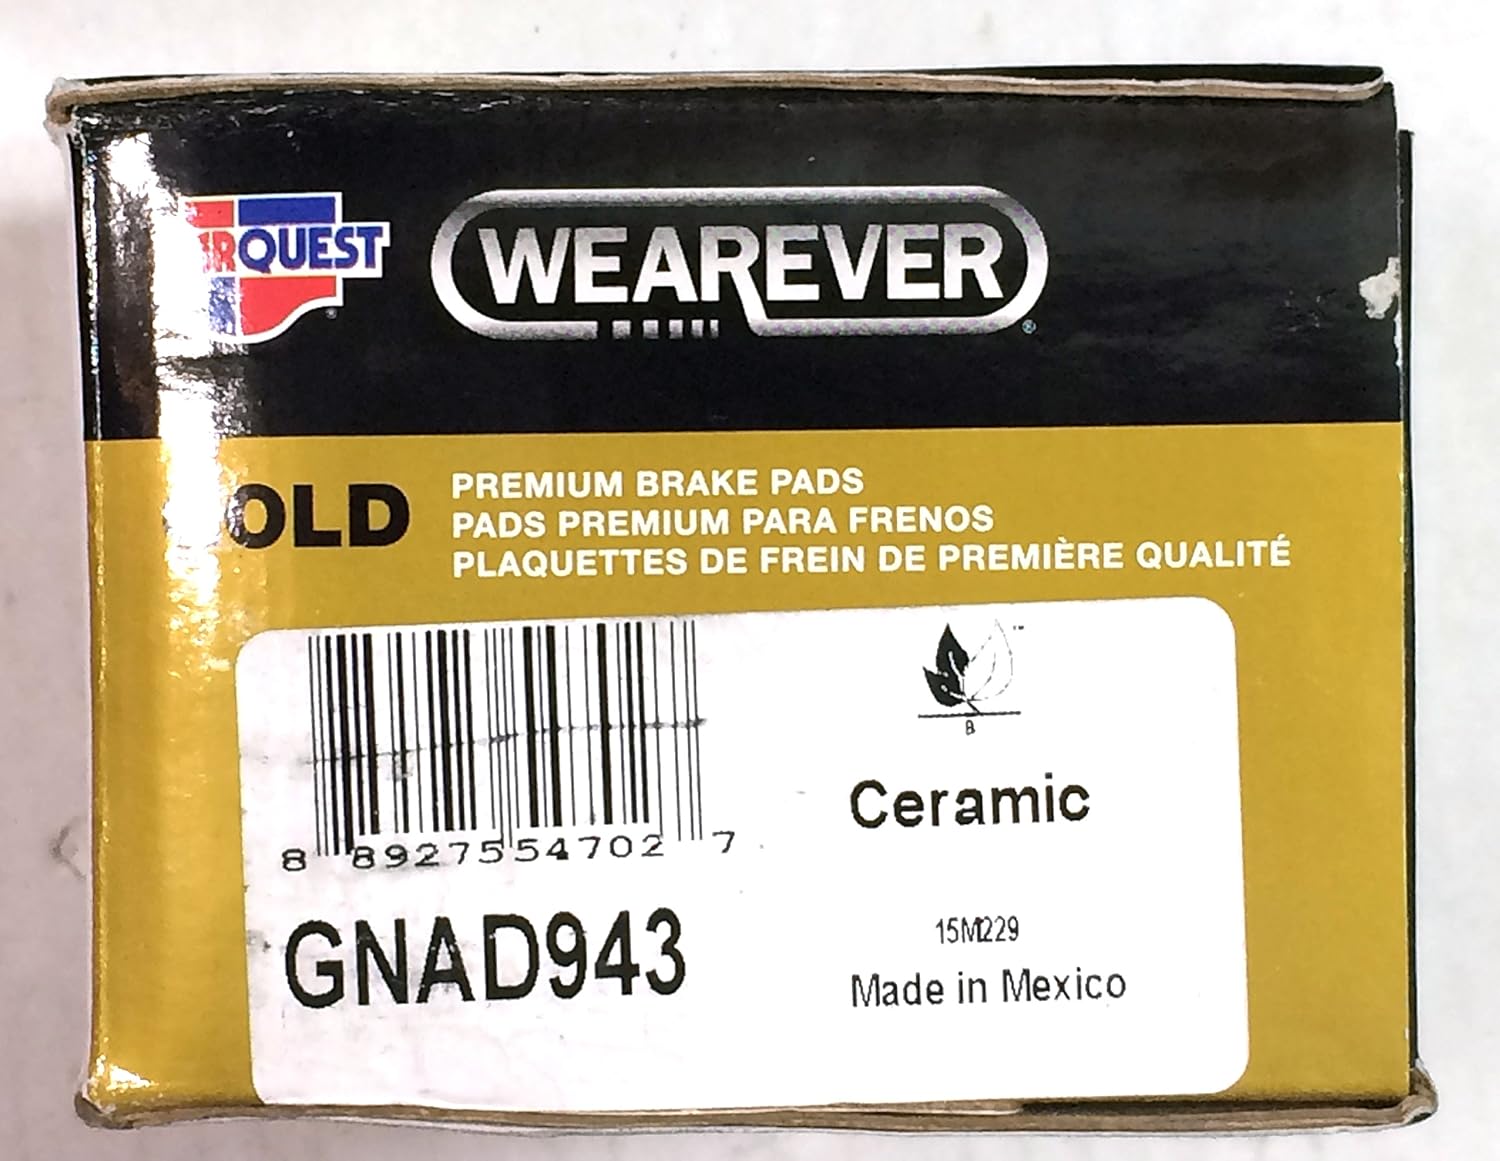 RQUEST
WEAREVER
OLD
PREMIUM BRAKE PADS
PADS PREMIUM PARA FRENOS
PLAQUETTES DE FREIN DE PREMIÈRE QUALITÉ
8 89275 54702 7
GNAD943
B
Ceramic
15M229
Made in Mexico